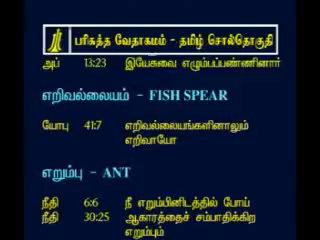 பரிசுத்த வேதாகமம் - தமிழ் சொல்தொகுதி
அப் 13:23 இயேசுவை எழும்பப்பண்ணினார்
எறிவல்லையம் - FISH SPEAR
யோபு 41:7 எறிவல்லையங்களினாலும்
எறிவாயோ
எறும்பு - ANT
நீதி 6:6 நீ எறும்பினிடத்தில் போய்
நீதி 30:25 ஆகாரத்தைச் சம்பாதிக்கிற
எறும்பும்